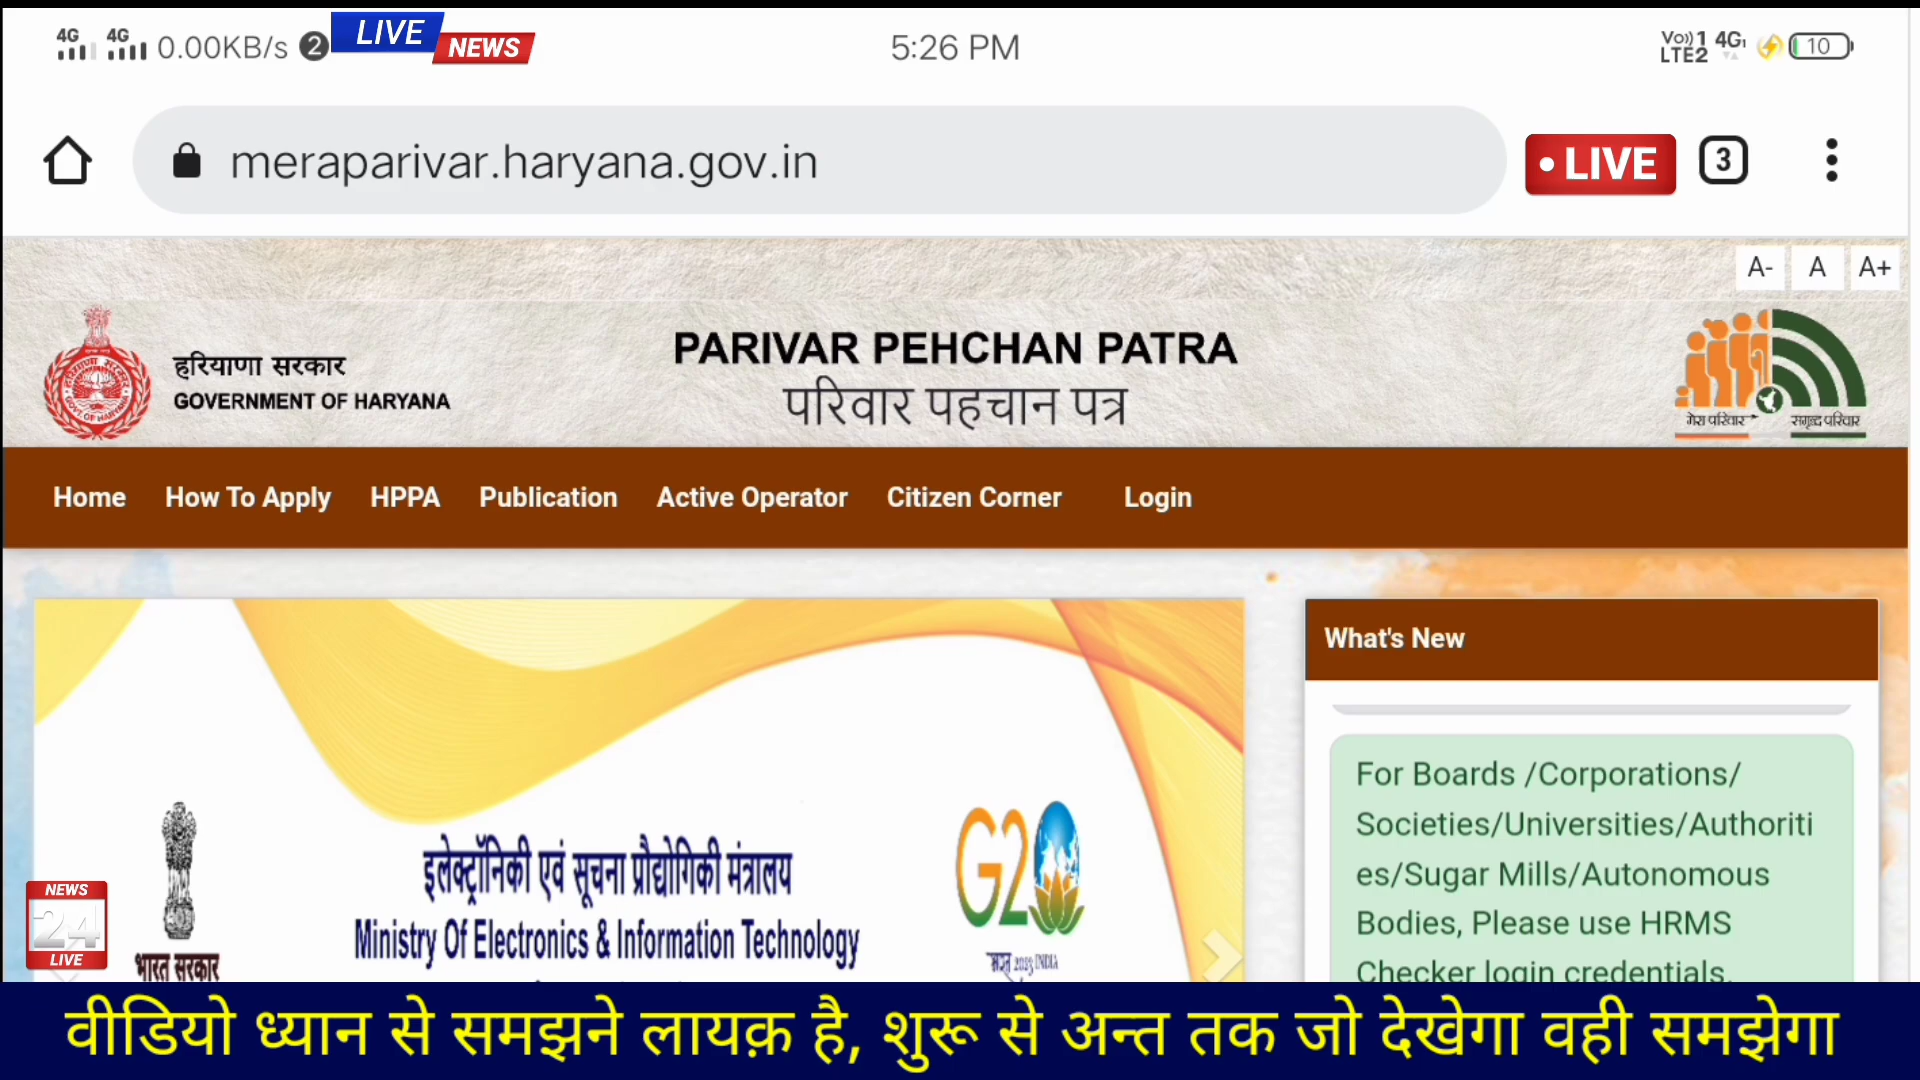 4G 4G 0.00KB/s 2 LIVE NEWS 5:26 PM Vo)) 1 LTE2 4G 10
meraparivar.haryana.gov.in LIVE 3
A- A A+
हरियाणा सरकार
GOVERNMENT OF HARYANA
PARIVAR PEHCHAN PATRA
परिवार पहचान पत्र
मेरा परिवार समृद्ध परिवार
Home How To Apply HPPA Publication Active Operator Citizen Corner Login
What's New
For Boards /Corporations/
Societies/Universities/Authoriti
es/Sugar Mills/Autonomous
Bodies, Please use HRMS
Checker login credentials.
इलेक्ट्रॉनिकी एवं सूचना प्रौद्योगिकी मंत्रालय
Ministry Of Electronics & Information Technology
भारत सरकार
G20
भारत 2023 INDIA
NEWS
24
LIVE
वीडियो ध्यान से समझने लायक़ है, शुरू से अन्त तक जो देखेगा वही समझेगा